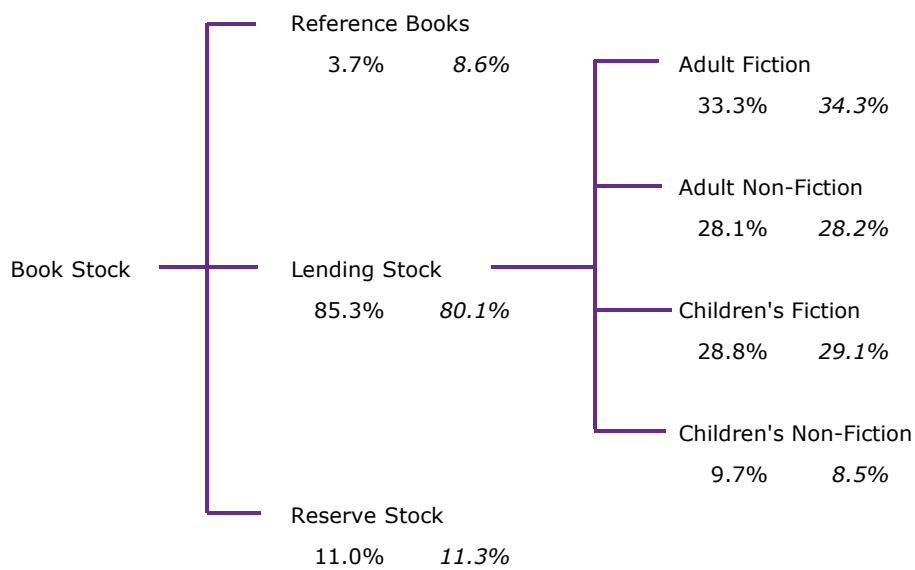 Reference Books
3.7% 8.6%
Adult Fiction
33.3% 34.3%
Adult Non-Fiction
28.1% 28.2%
Book Stock
Lending Stock
85.3% 80.1%
Children's Fiction
28.8% 29.1%
Children's Non-Fiction
9.7% 8.5%
Reserve Stock
11.0% 11.3%